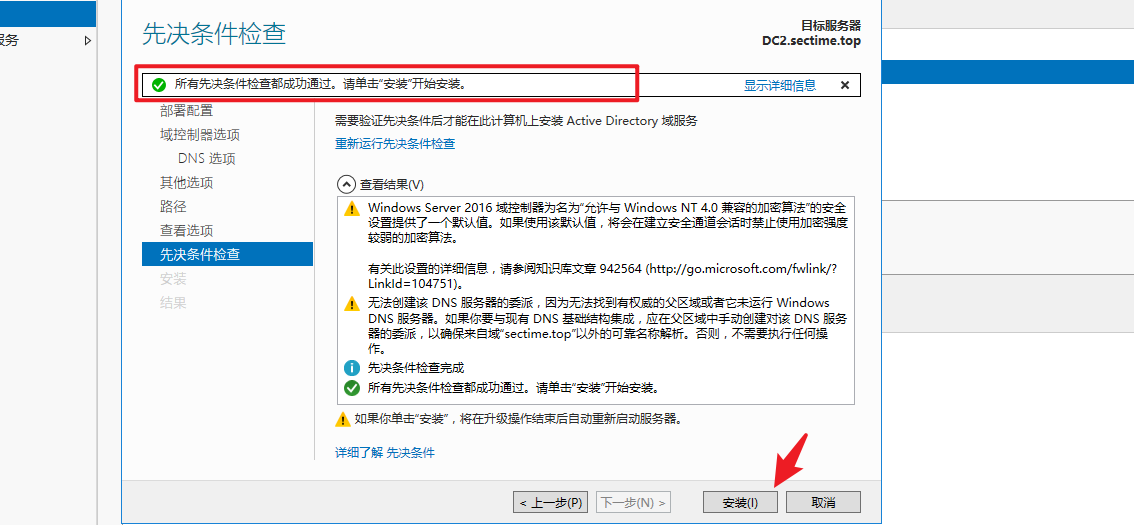 服务
先决条件检查
目标服务器
DC2.sectime.top
所有先决条件检查都成功通过。请单击“安装”开始安装。
显示详细信息
部署配置
域控制器选项
DNS 选项
其他选项
路径
查看选项
先决条件检查
安装
结果
需要验证先决条件后才能在此计算机上安装 Active Directory 域服务
重新运行先决条件检查
查看结果(V)
Windows Server 2016 域控制器为名为“允许与 Windows NT 4.0 兼容的加密算法”的安全
设置提供了一个默认值。如果使用该默认值，将会在建立安全通道会话时禁止使用加密强度
较弱的加密算法。
有关此设置的详细信息，请参阅知识库文章 942564 (http://go.microsoft.com/fwlink/?
LinkId=104751)。
无法创建该 DNS 服务器的委派，因为无法找到有权威的父区域或者它未运行 Windows
DNS 服务器。如果你要与现有 DNS 基础结构集成，应在父区域中手动创建对该 DNS 服务
器的委派，以确保来自域“sectime.top”以外的可靠名称解析。否则，不需要执行任何操
作。
先决条件检查完成
所有先决条件检查都成功通过。请单击“安装”开始安装。
如果你单击“安装”，将在升级操作结束后自动重新启动服务器。
详细了解 先决条件
< 上一步(P)
下一步(N) >
安装(I)
取消